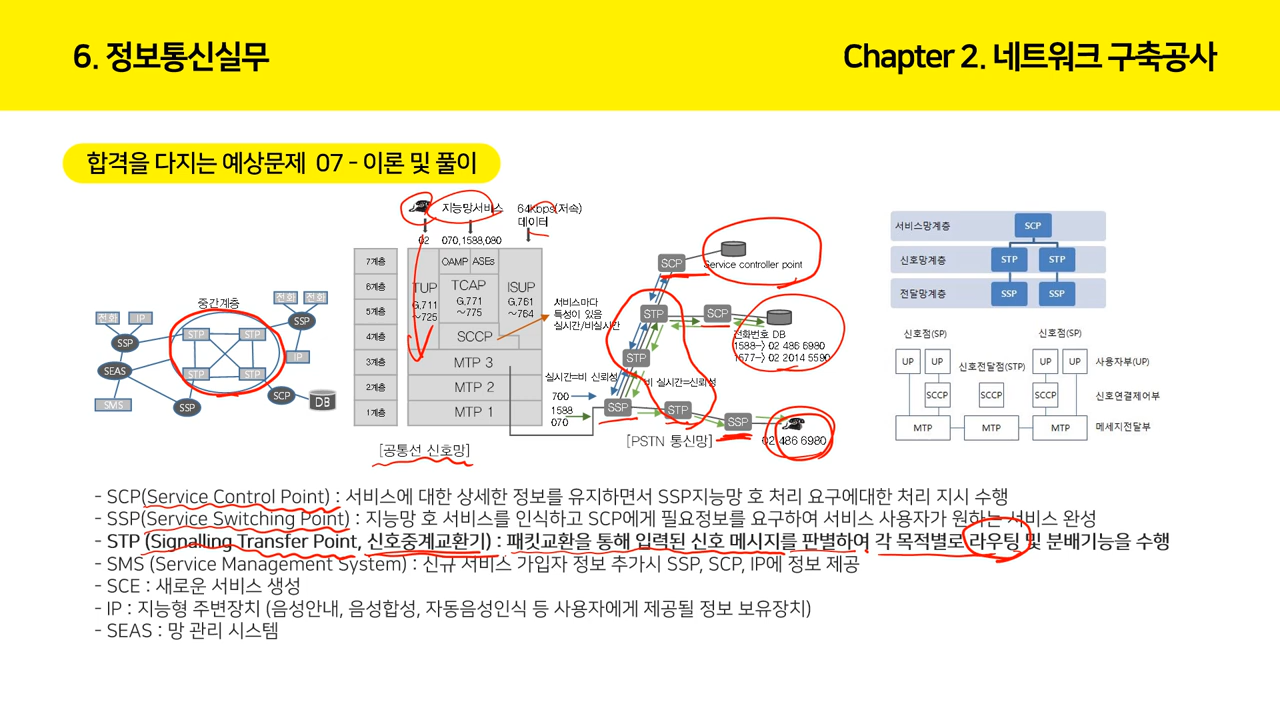 6. 정보통신실무
Chapter 2. 네트워크 구축공사
합격을 다지는 예상문제 07 - 이론 및 풀이
중간계층
전화
IP
전화
전화
SSP
SSP
STP
STP
SEAS
IP
STP
STP
SMS
SSP
SCP
DB
지능망서비스
64Kbps(저속)
데이터
02
070,1588,080
7계층
6계층
5계층
4계층
3계층
2계층
1계층
OAMP
ASEs
TUP
G.711
~725
TCAP
G.771
~775
ISUP
G.761
~764
SCCP
MTP 3
MTP 2
MTP 1
[공통선 신호망]
서비스마다
특성이 있음
실시간/비실시간
실시간=비 신뢰성
비 실시간=신뢰성
700
1588
070
SCP
Service controller point
STP
SCP
전화번호 DB
1588-> 02 486 6980
1577-> 02 2014 5590
STP
SSP
STP
SSP
02 486 6980
[PSTN 통신망]
서비스망계층
SCP
신호망계층
STP
STP
전달망계층
SSP
SSP
신호점(SP)
신호점(SP)
신호전달점(STP)
UP
UP
UP
UP
사용자부(UP)
SCCP
SCCP
SCCP
신호연결제어부
MTP
MTP
MTP
메세지전달부
- SCP(Service Control Point) : 서비스에 대한 상세한 정보를 유지하면서 SSP지능망 호 처리 요구에대한 처리 지시 수행
- SSP(Service Switching Point) : 지능망 호 서비스를 인식하고 SCP에게 필요정보를 요구하여 서비스 사용자가 원하는 서비스 완성
- STP (Signalling Transfer Point, 신호중계교환기) : 패킷교환을 통해 입력된 신호 메시지를 판별하여 각 목적별로 라우팅 및 분배기능을 수행
- SMS (Service Management System) : 신규 서비스 가입자 정보 추가시 SSP, SCP, IP에 정보 제공
- SCE : 새로운 서비스 생성
- IP : 지능형 주변장치 (음성안내, 음성합성, 자동음성인식 등 사용자에게 제공될 정보 보유장치)
- SEAS : 망 관리 시스템